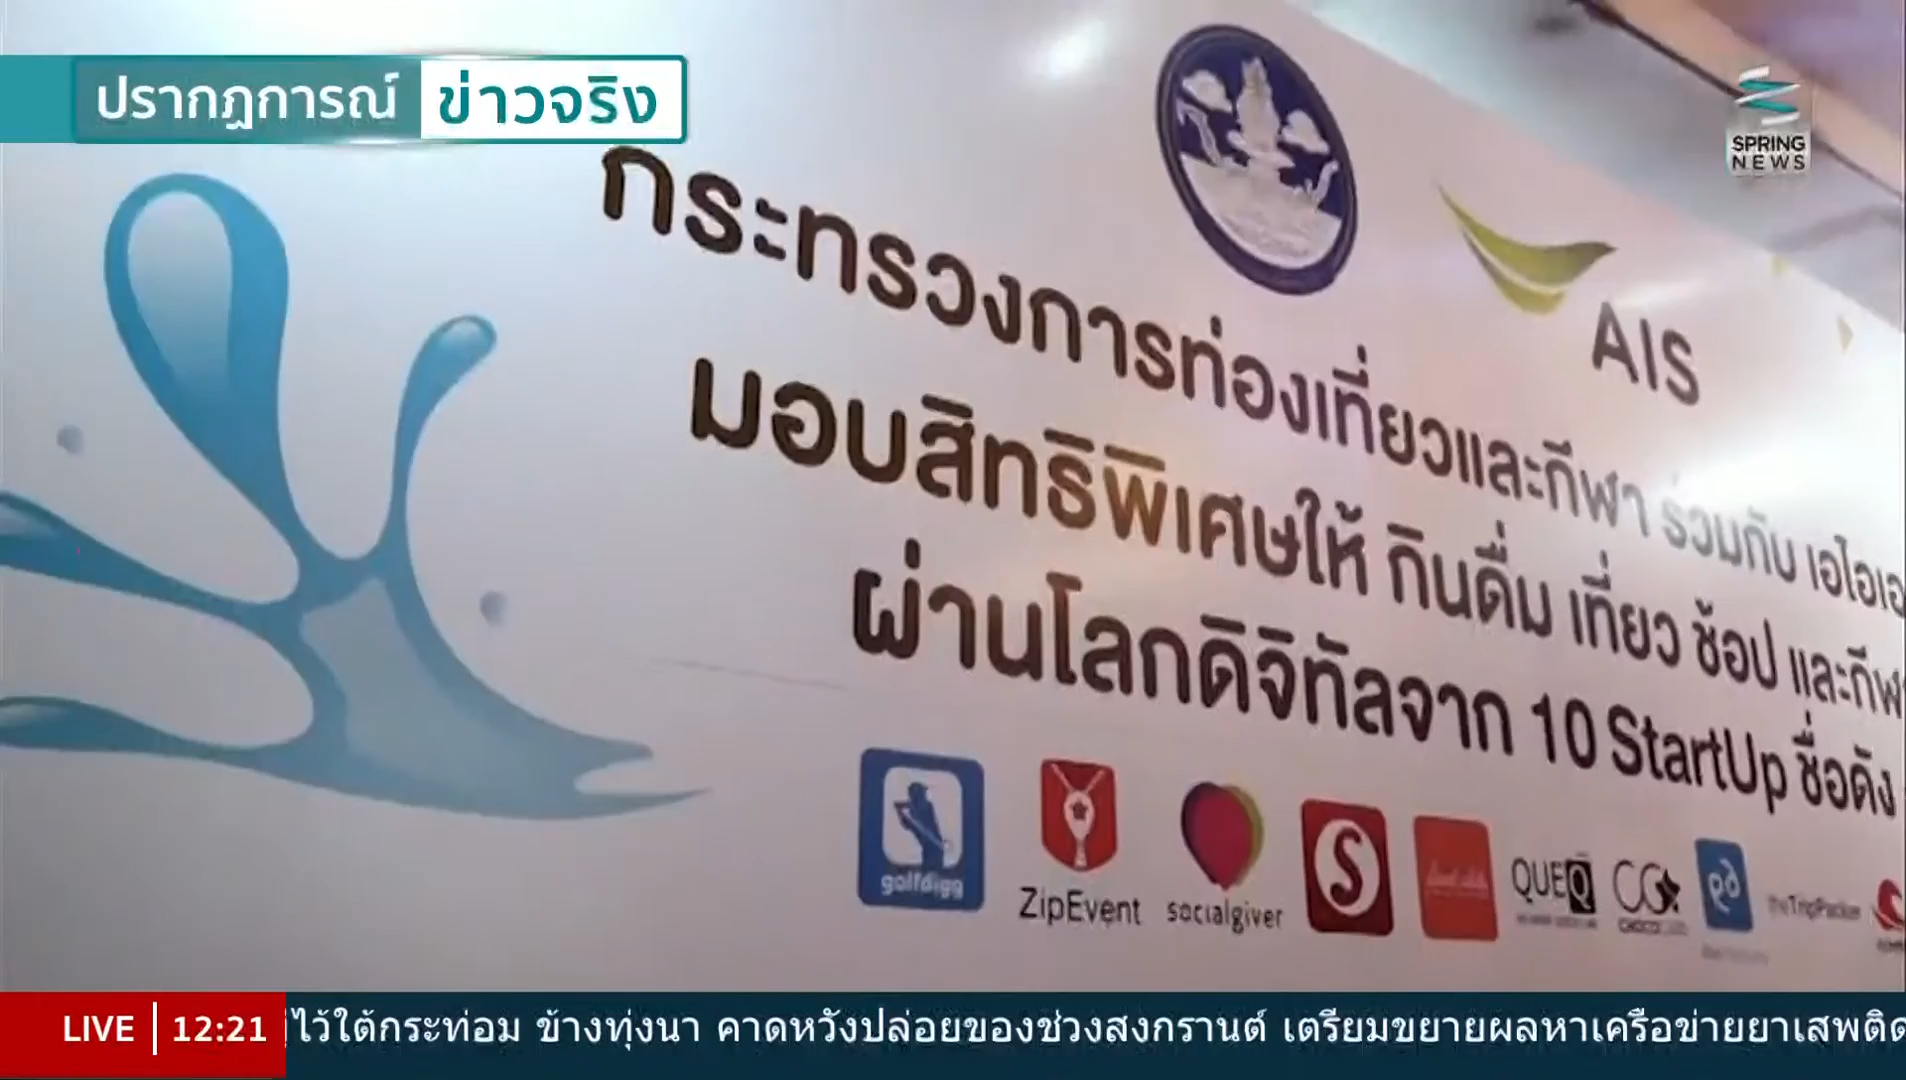 ปรากฏการณ์ ข่าวจริง
SPRING
NEWS
AIS
กระทรวงการท่องเที่ยวและกีฬา ร่วมกับ เอไอเอ
มอบสิทธิพิเศษให้ กินดื่ม เที่ยว ช้อป และกีฬ
ผ่านโลกดิจิทัลจาก 10 StartUp ชื่อดัง
golfdigg
ZipEvent
socialgiver
S
QUEQ
theTripPacker
LIVE 12:21
ไว้ใต้กระท่อม ข้างทุ่งนา คาดหวังปล่อยของช่วงสงกรานต์ เตรียมขยายผลหาเครือข่ายยาเสพติด